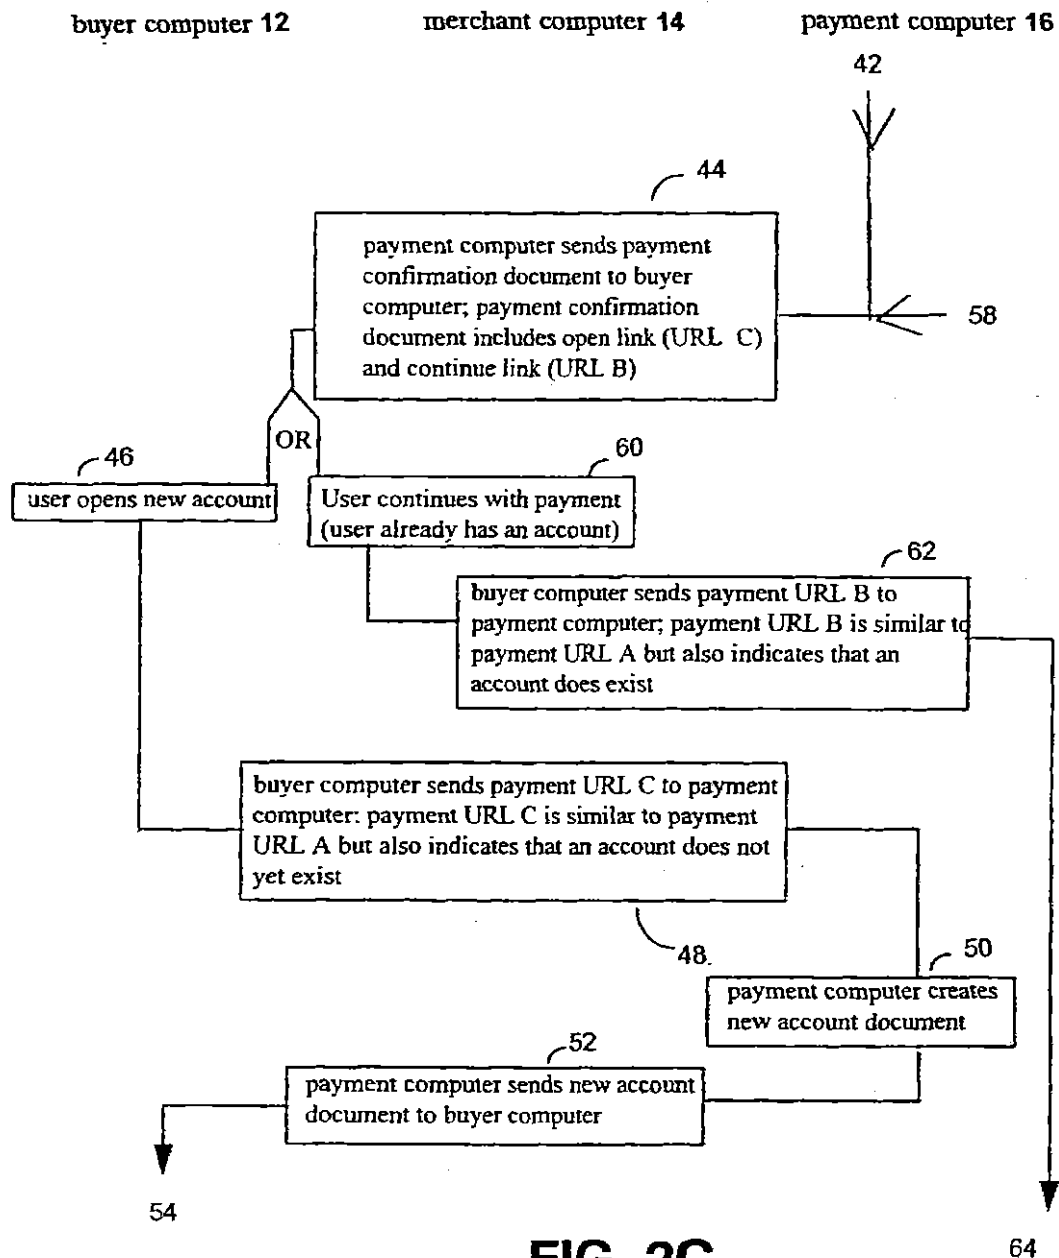 buyer computer 12 merchant computer 14 payment computer 16
42
44
payment computer sends payment
confirmation document to buyer
computer; payment confirmation
document includes open link (URL C)
and continue link (URL B)
58
OR
46
user opens new account
60
User continues with payment
(user already has an account)
62
buyer computer sends payment URL B to
payment computer; payment URL B is similar to
payment URL A but also indicates that an
account does exist
buyer computer sends payment URL C to payment
computer: payment URL C is similar to payment
URL A but also indicates that an account does not
yet exist
48
50
payment computer creates
new account document
52
payment computer sends new account
document to buyer computer
54
64
FIG. 2C